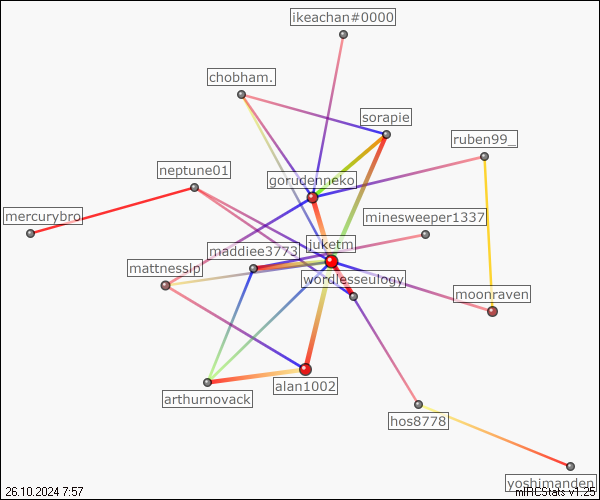 ikeachan#0000
chobham.
sorapie
ruben99_
neptune01
gorudenneko
mercurybro
minesweeper1337
juketm
maddiee3773
mattnesslp
wordlesseulogy
moonraven
alan1002
arthurnovack
hos8778
yoshimanden
26.10.2024 7:57
mIRCStats v1.25